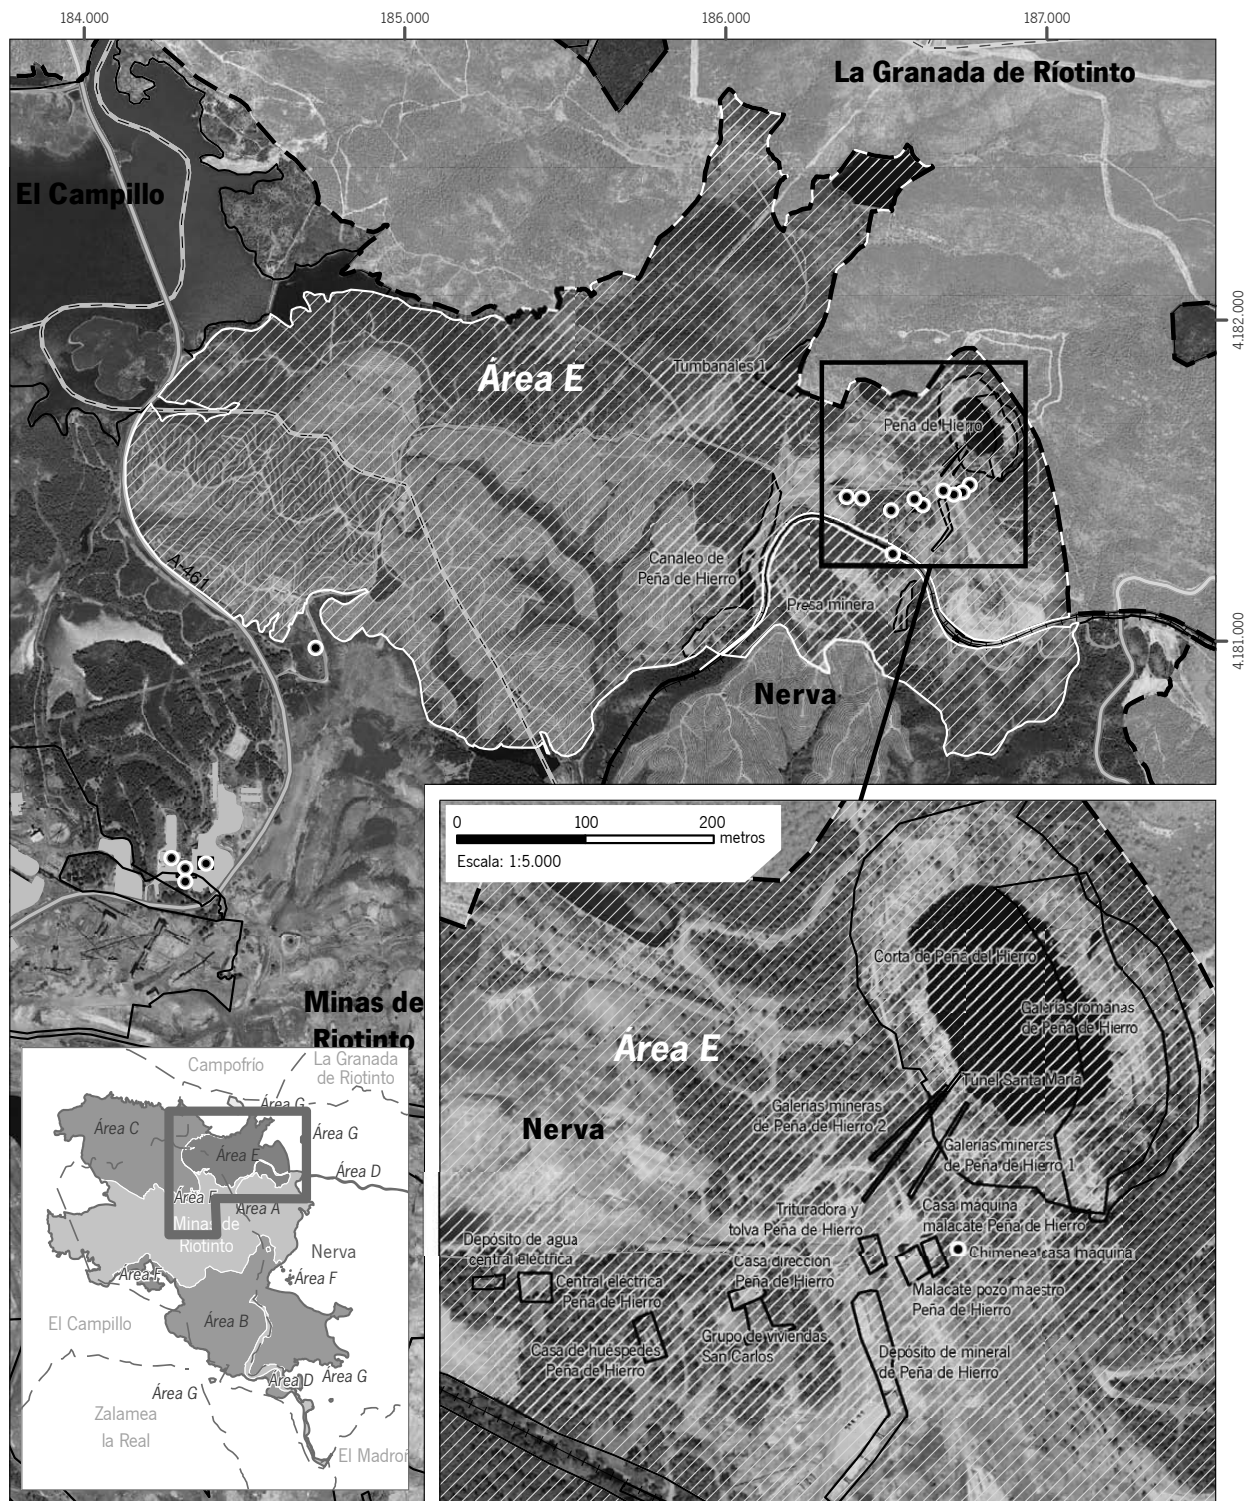 184.000
185.000
186.000
187.000
La Granada de Ríotinto
El Campillo
4.182.000
Área E
Tumbanales 1
Peña de Hierro
A-461
Canaleo de
Peña de Hierro
Presa minera
4.181.000
Nerva
Minas de
Riotinto
0 100 200
metros
Escala: 1:5.000
Corta de Peña del Hierro
Galerías romanas
de Peña de Hierro
Área E
Túnel Santa María
Nerva
Galerías mineras
de Peña de Hierro 2
Galerías mineras
de Peña de Hierro 1
Trituradora y
tolva Peña de Hierro
Casa máquina
malacate Peña de Hierro
Depósito de agua
central eléctrica
Casa dirección
Peña de Hierro
Chimenea casa máquina
Central eléctrica
Peña de Hierro
Malacate pozo maestro
Peña de Hierro
Casa de huéspedes
Peña de Hierro
Grupo de viviendas
San Carlos
Depósito de mineral
de Peña de Hierro
Campofrío
La Granada
de Riotinto
Área G
Área C
Área G
Área E
Área D
Área F
Área A
Minas de
Riotinto
Nerva
Área F
Área F
El Campillo
Área B
Área G
Área D
Área G
Zalamea
la Real
El Madroñ